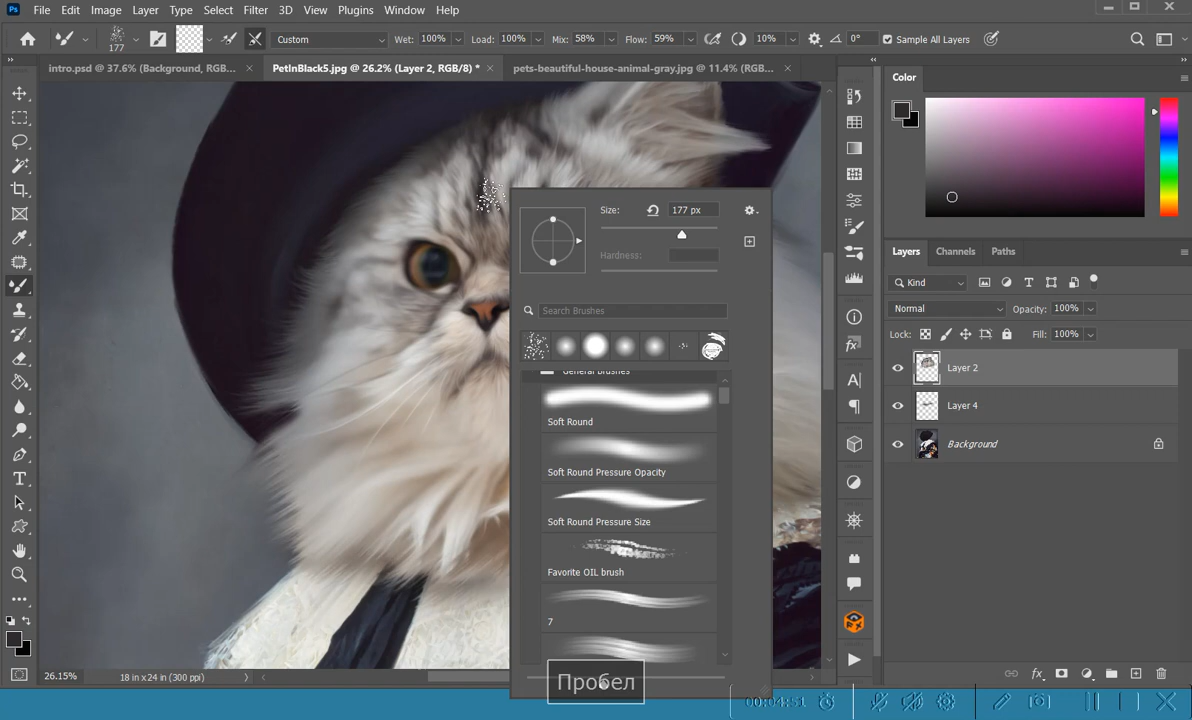 Ps File Edit Image Layer Type Select Filter 3D View Plugins Window Help
177 Custom Wet: 100% Load: 100% Mix: 58% Flow: 59% 10% 0° Sample All Layers
intro.psd @ 37.6% (Background, RGB... × PetInBlack5.jpg @ 26.2% (Layer 2, RGB/8) * × pets-beautiful-house-animal-gray.jpg @ 11.4% (RGB... ×
Color
Size: 177 px
Hardness:
Search Brushes
General Brushes
Soft Round
Soft Round Pressure Opacity
Soft Round Pressure Size
Favorite OIL brush
7
Layers Channels Paths
Kind
Normal Opacity: 100%
Lock: Fill: 100%
Layer 2
Layer 4
Background
26.15% 18 in x 24 in (300 ppi)
Пробел
00:04:51